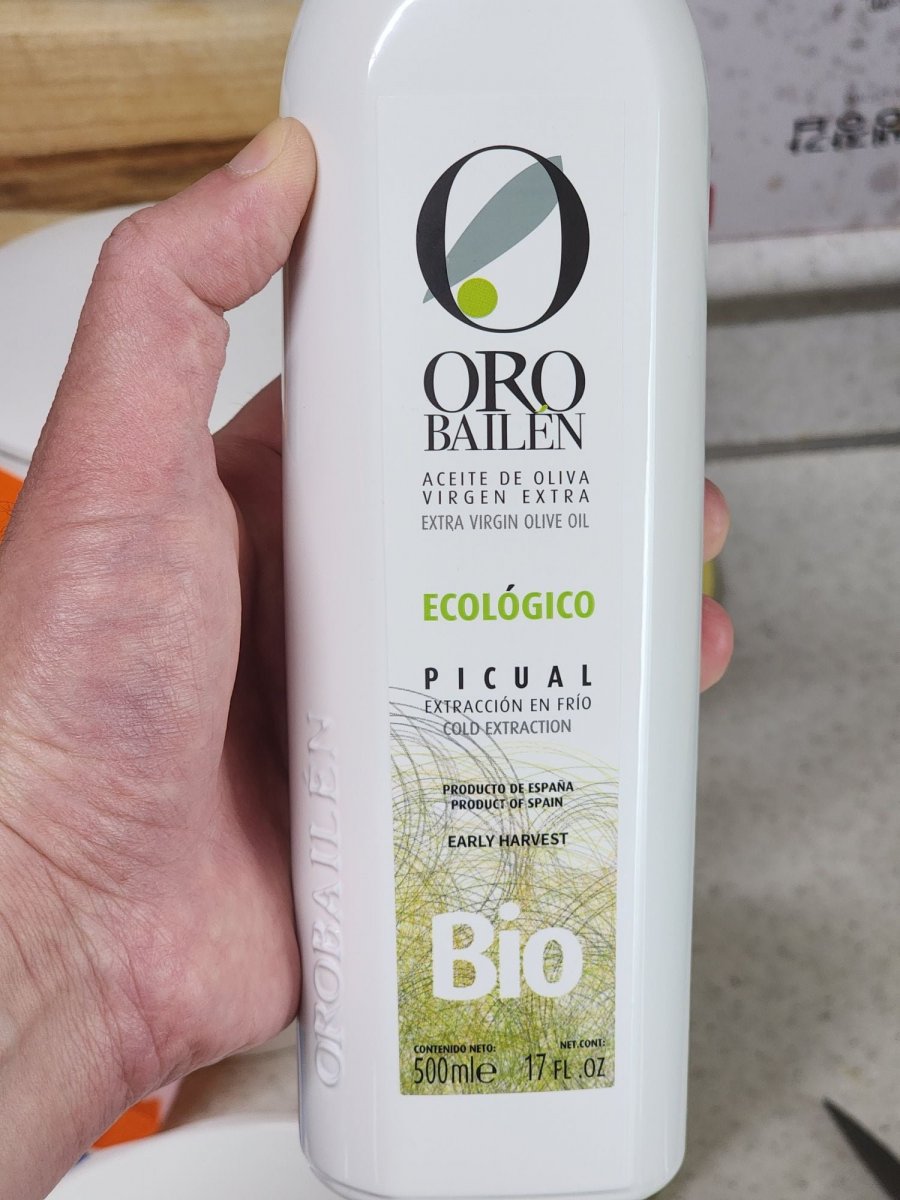 O
ORO
BAILÉN
ACEITE DE OLIVA
VIRGEN EXTRA
EXTRA VIRGIN OLIVE OIL
ECOLÓGICO
PICUAL
EXTRACCIÓN EN FRÍO
COLD EXTRACTION
PRODUCTO DE ESPAÑA
PRODUCT OF SPAIN
EARLY HARVEST
Bio
CONTENIDO NETO: NET.CONT:
500ml℮ 17 FL .OZ
OROBAILÉN